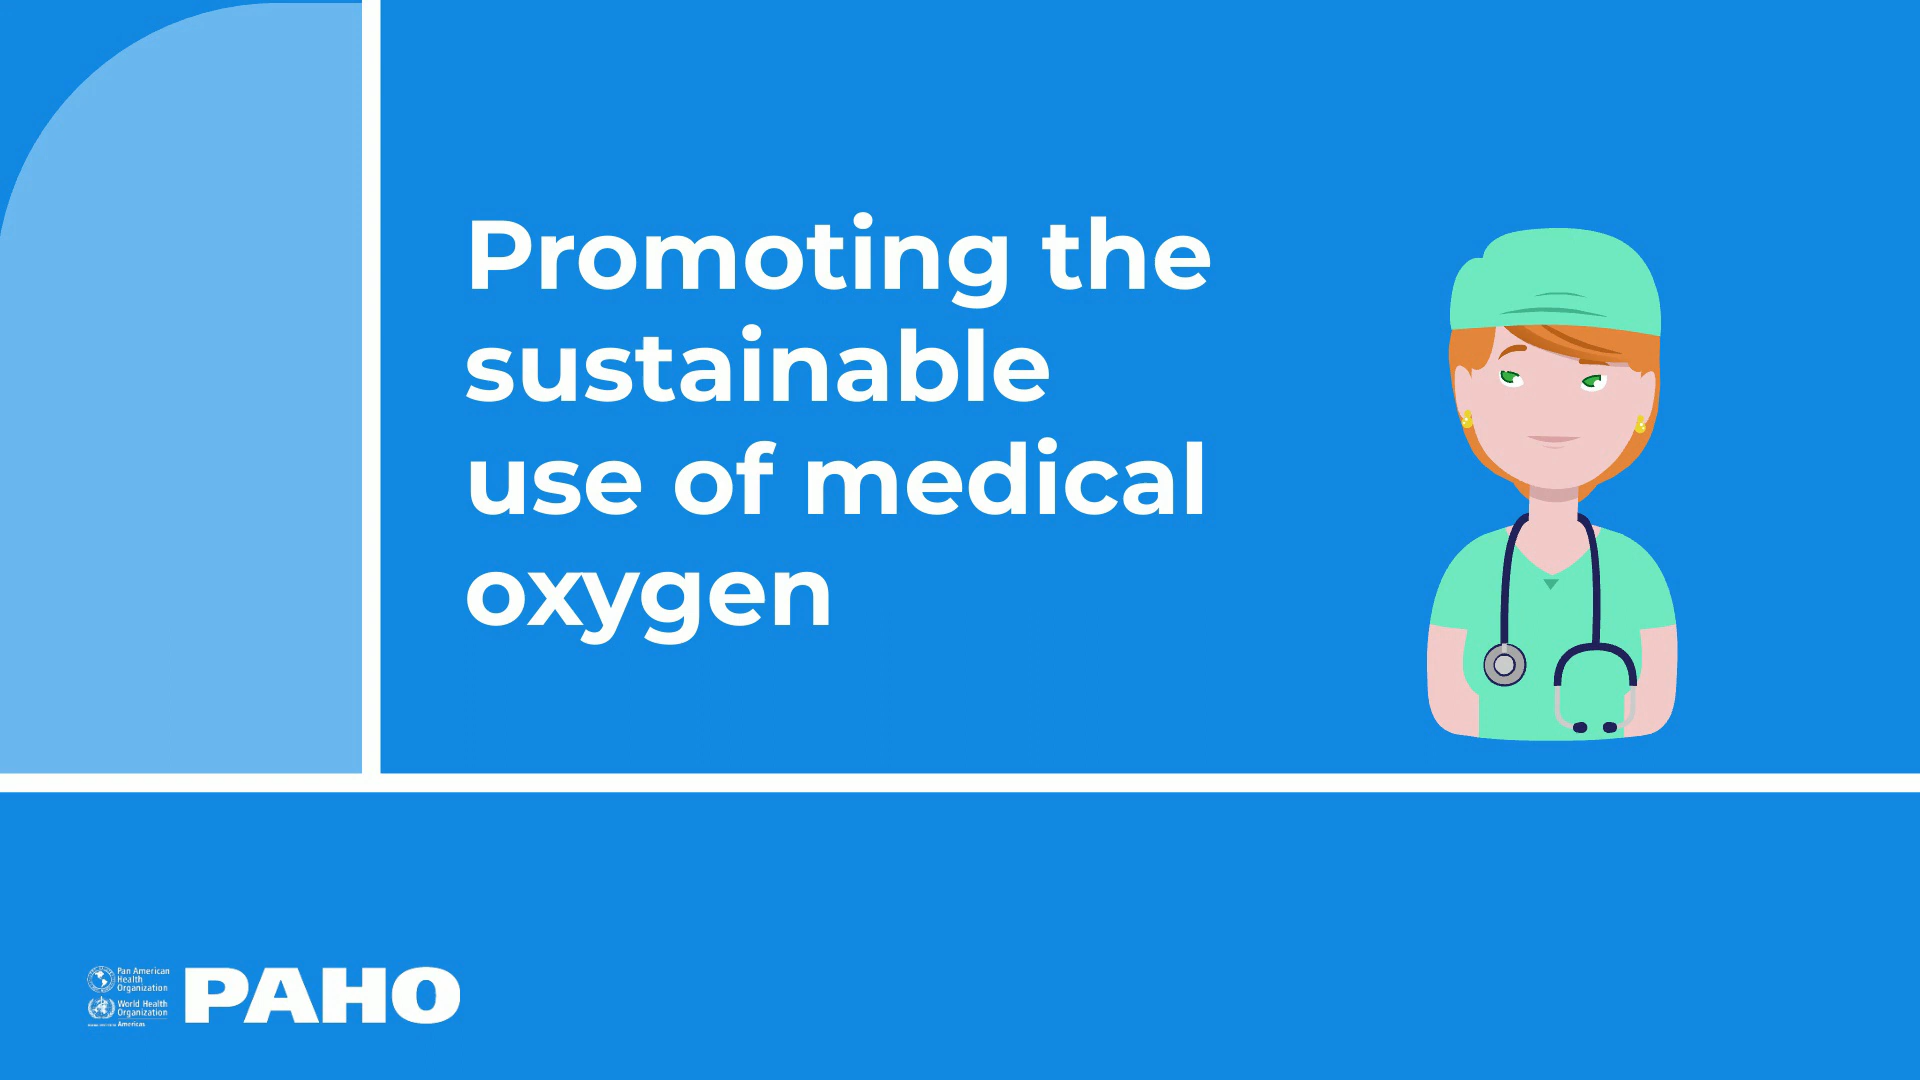 Promoting the
sustainable
use of medical
oxygen
Pan American
Health
Organization
World Health
Organization
Americas
PAHO